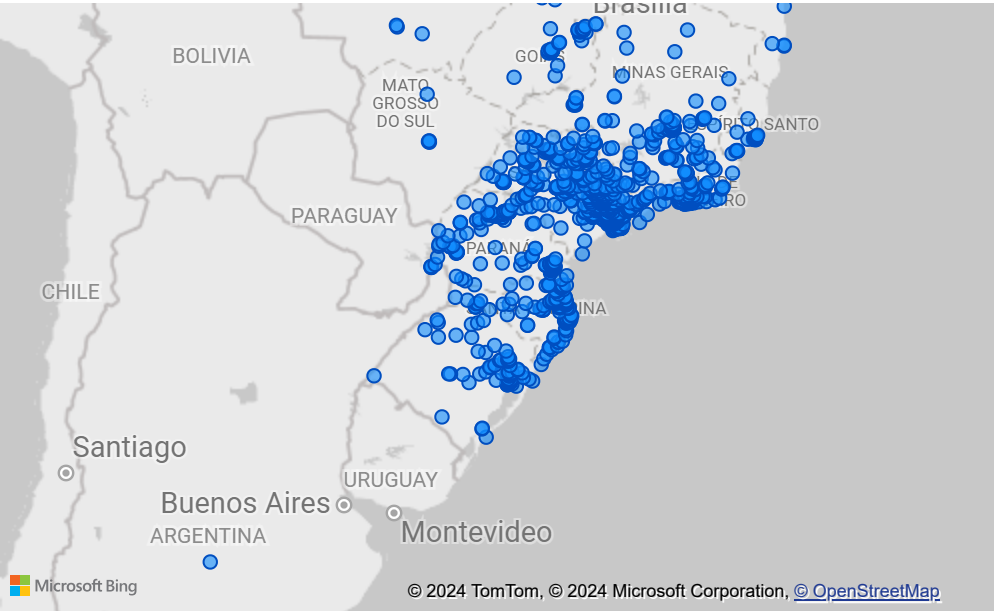 Brasília
BOLIVIA
GOIÁS
MINAS GERAIS
MATO
GROSSO
DO SUL
ESPÍRITO SANTO
PARAGUAY
PARANÁ
CHILE
Santiago
URUGUAY
Buenos Aires
ARGENTINA
Montevideo
Microsoft Bing
© 2024 TomTom, © 2024 Microsoft Corporation, © OpenStreetMap